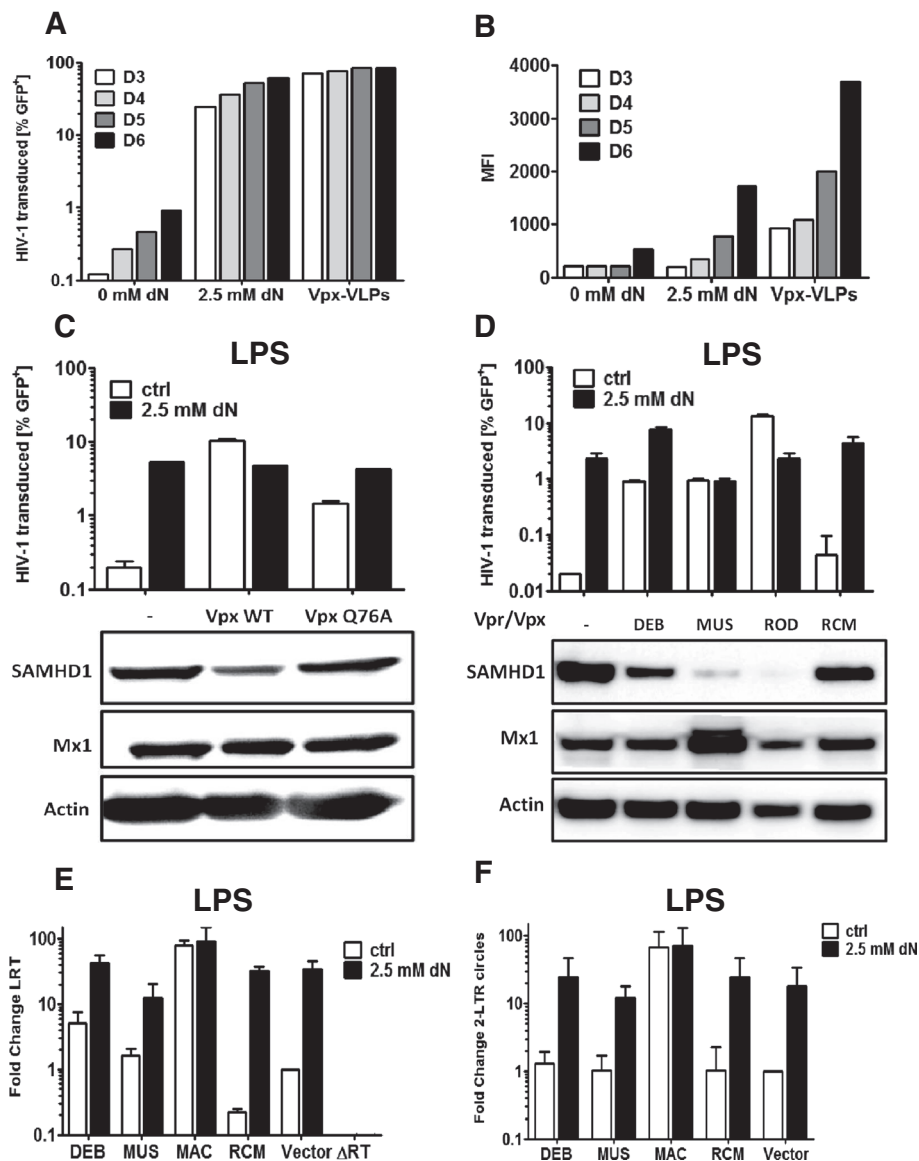 A
HIV-1 transduced [% GFP+]
100
10
1
0.1
D3
D4
D5
D6
0 mM dN
2.5 mM dN
Vpx-VLPs
B
MFI
4000
3000
2000
1000
0
D3
D4
D5
D6
0 mM dN
2.5 mM dN
Vpx-VLPs
C
LPS
HIV-1 transduced [% GFP+]
100
10
1
0.1
ctrl
2.5 mM dN
-
Vpx WT
Vpx Q76A
SAMHD1
Mx1
Actin
D
LPS
HIV-1 transduced [% GFP+]
100
10
1
0.1
0.01
ctrl
2.5 mM dN
Vpr/Vpx
-
DEB
MUS
ROD
RCM
SAMHD1
Mx1
Actin
E
LPS
Fold Change LRT
100
10
1
0.1
ctrl
2.5 mM dN
DEB
MUS
MAC
RCM
Vector ΔRT
F
LPS
Fold Change 2-LTR circles
100
10
1
0.1
ctrl
2.5 mM dN
DEB
MUS
MAC
RCM
Vector